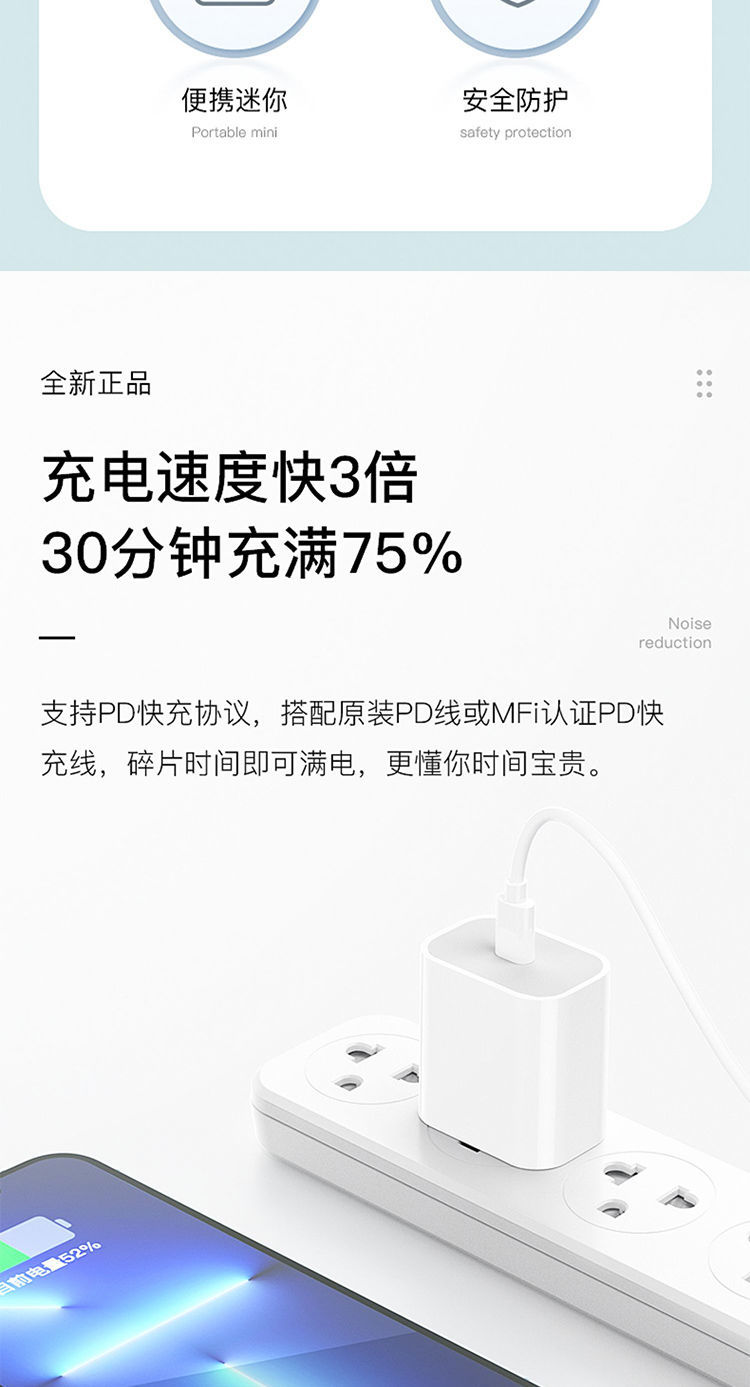 便携迷你
安全防护
Portable mini
safety protection
全新正品
充电速度快3倍
30分钟充满75%
Noise
reduction
支持PD快充协议，搭配原装PD线或MFi认证PD快
充线，碎片时间即可满电，更懂你时间宝贵。
目前电量52%